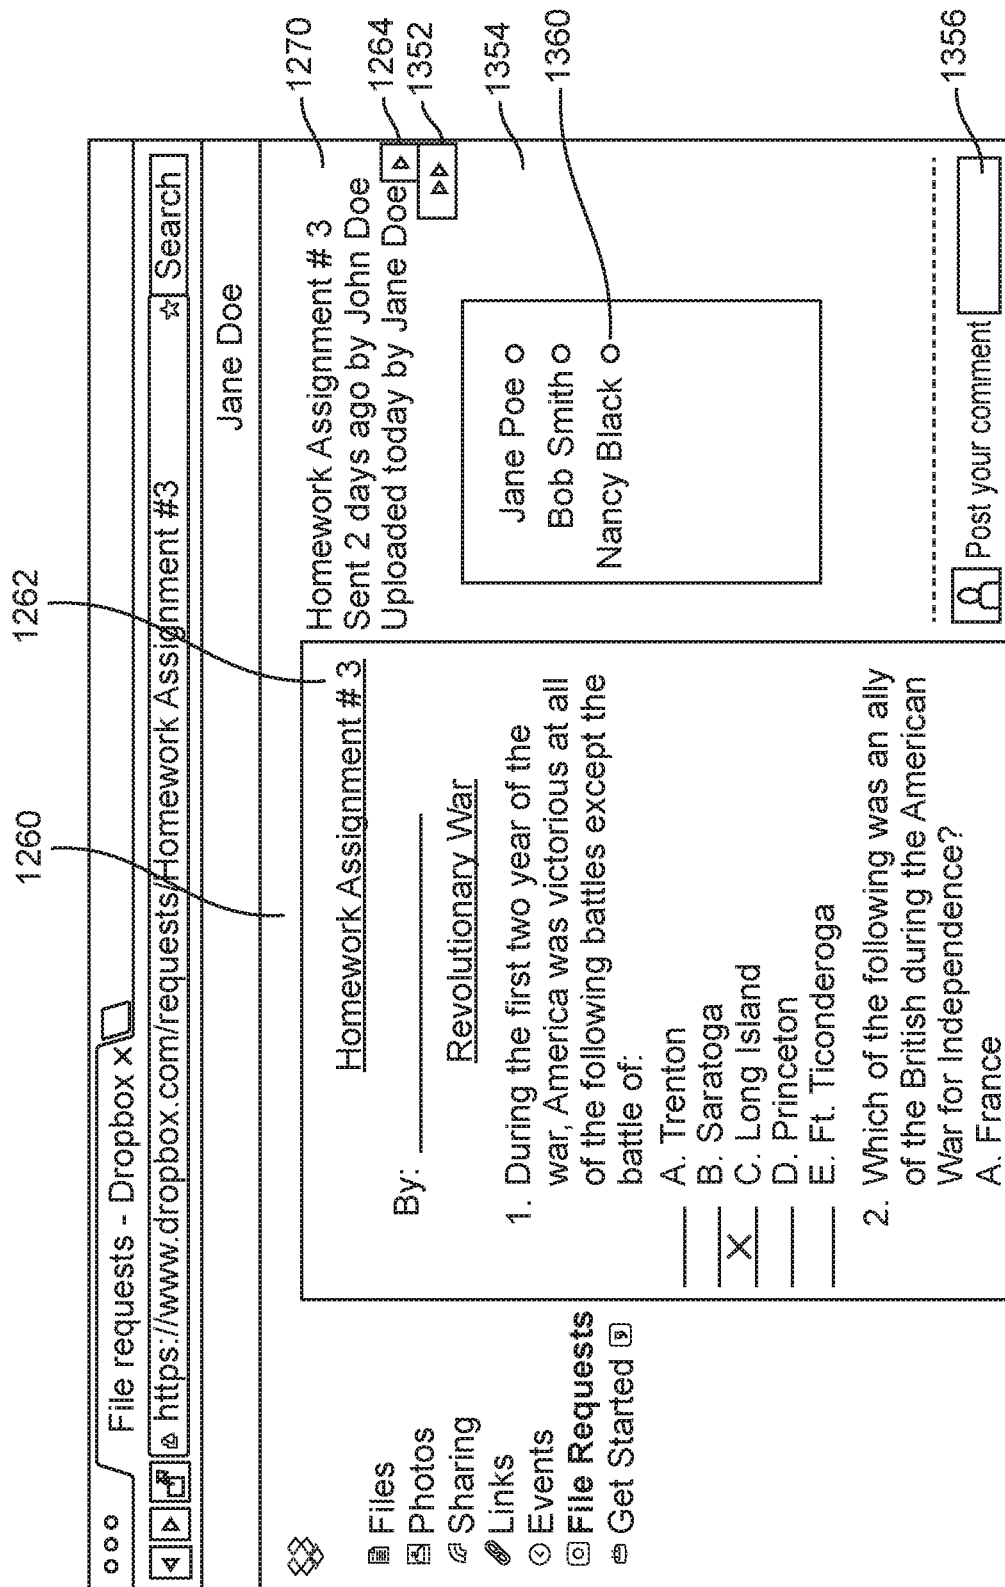 File requests - Dropbox x
https://www.dropbox.com/requests/Homework Assignment #3
Search
Jane Doe
Files
Photos
Sharing
Links
Events
File Requests
Get Started
1260
1262
Homework Assignment # 3
By:
Revolutionary War
1. During the first two year of the
war, America was victorious at all
of the following battles except the
battle of:
A. Trenton
B. Saratoga
X C. Long Island
D. Princeton
E. Ft. Ticonderoga
2. Which of the following was an ally
of the British during the American
War for Independence?
A. France
Homework Assignment # 3
Sent 2 days ago by John Doe
Uploaded today by Jane Doe
Jane Poe
Bob Smith
Nancy Black
Post your comment
1270
1264
1352
1354
1360
1356